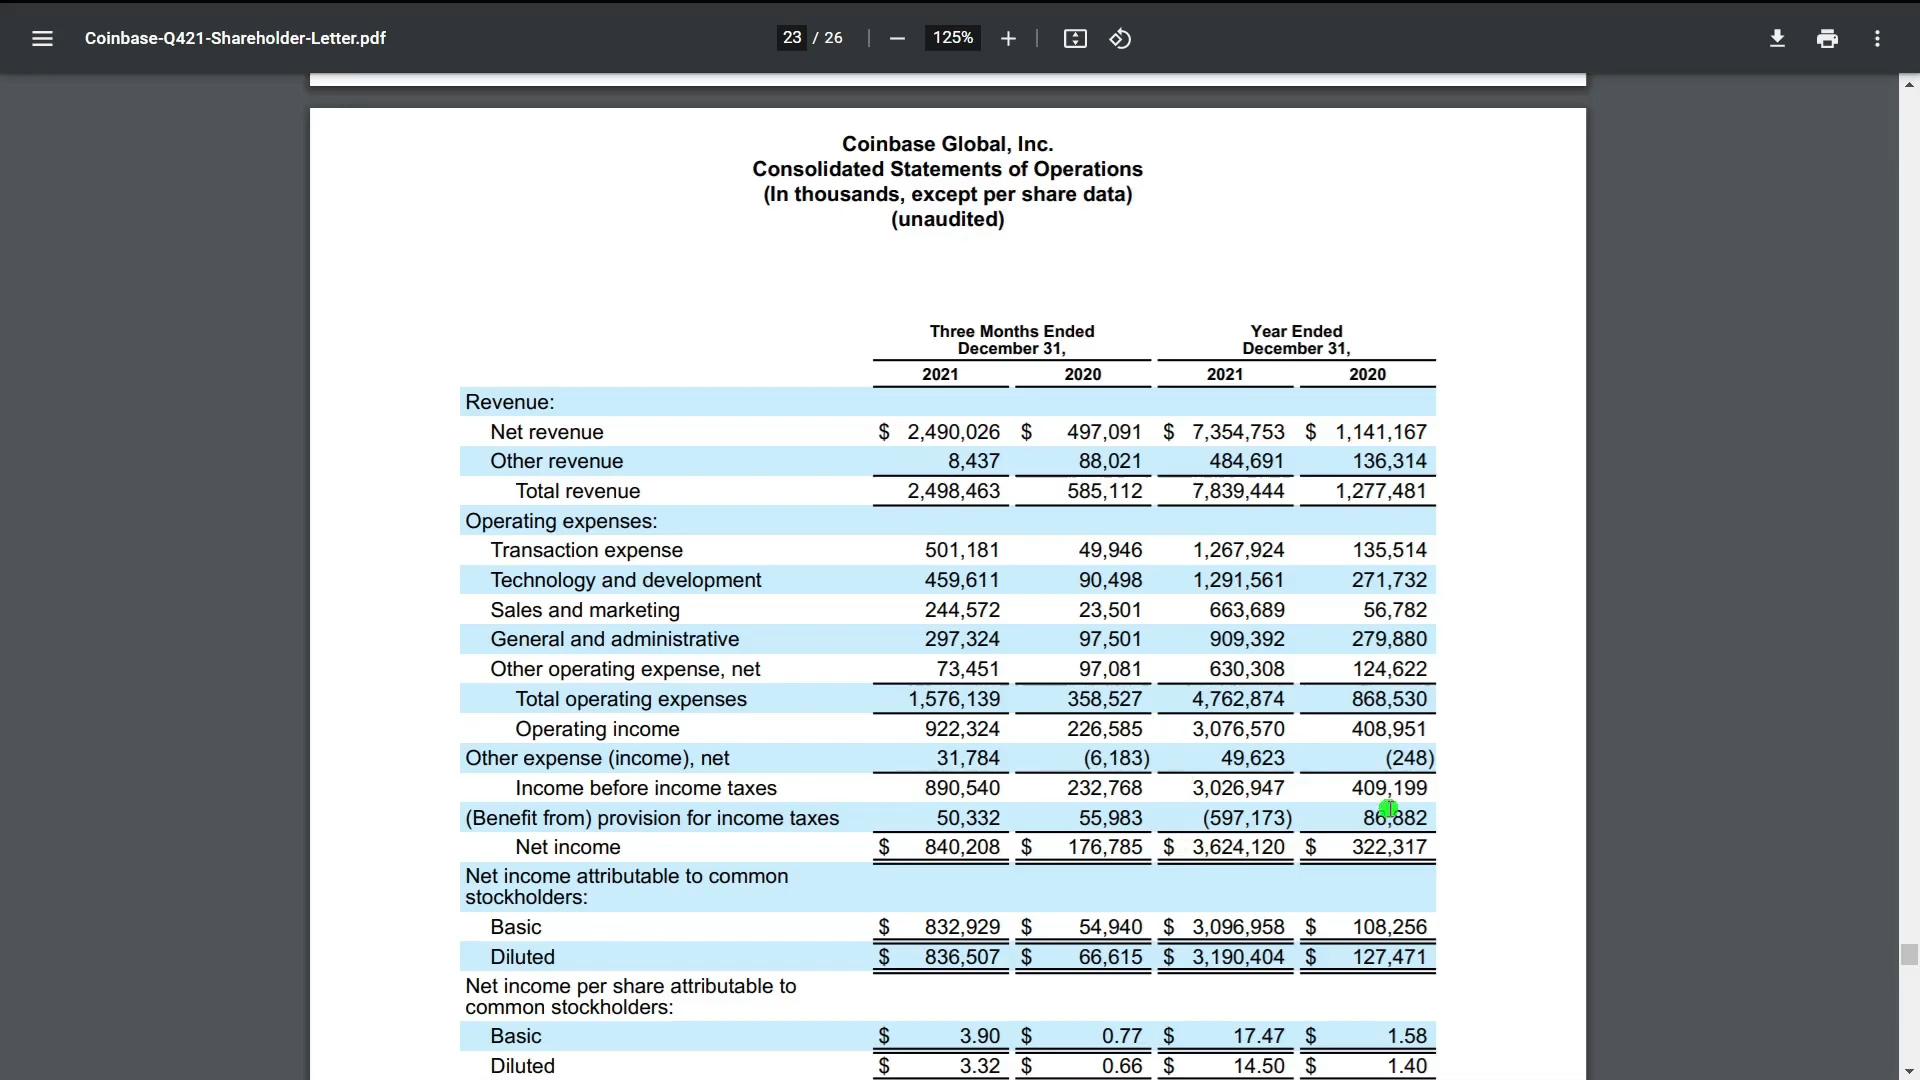 Coinbase-Q421-Shareholder-Letter.pdf 23 / 26 125%
Coinbase Global, Inc.
Consolidated Statements of Operations
(In thousands, except per share data)
(unaudited)
Three Months Ended Year Ended
December 31, December 31,
2021 2020 2021 2020
Revenue:
Net revenue $ 2,490,026 $ 497,091 $ 7,354,753 $ 1,141,167
Other revenue 8,437 88,021 484,691 136,314
Total revenue 2,498,463 585,112 7,839,444 1,277,481
Operating expenses:
Transaction expense 501,181 49,946 1,267,924 135,514
Technology and development 459,611 90,498 1,291,561 271,732
Sales and marketing 244,572 23,501 663,689 56,782
General and administrative 297,324 97,501 909,392 279,880
Other operating expense, net 73,451 97,081 630,308 124,622
Total operating expenses 1,576,139 358,527 4,762,874 868,530
Operating income 922,324 226,585 3,076,570 408,951
Other expense (income), net 31,784 (6,183) 49,623 (248)
Income before income taxes 890,540 232,768 3,026,947 409,199
(Benefit from) provision for income taxes 50,332 55,983 (597,173) 86,882
Net income $ 840,208 $ 176,785 $ 3,624,120 $ 322,317
Net income attributable to common
stockholders:
Basic $ 832,929 $ 54,940 $ 3,096,958 $ 108,256
Diluted $ 836,507 $ 66,615 $ 3,190,404 $ 127,471
Net income per share attributable to
common stockholders:
Basic $ 3.90 $ 0.77 $ 17.47 $ 1.58
Diluted $ 3.32 $ 0.66 $ 14.50 $ 1.40